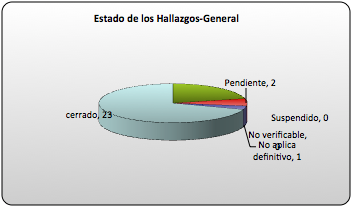 Estado de los Hallazgos-General
Pendiente, 2
cerrado, 23
Suspendido, 0
No verificable,
No aplica
definitivo, 1